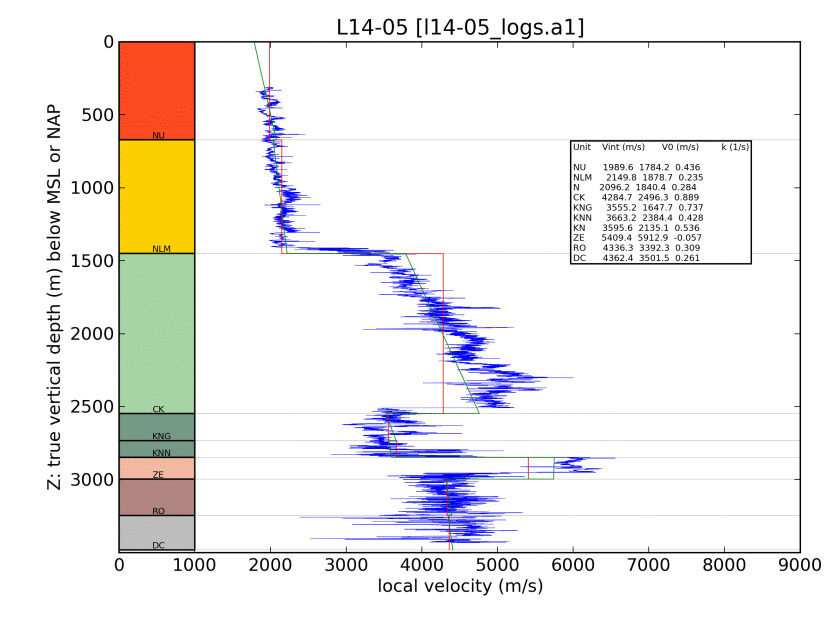 L14-05 [l14-05_logs.a1]
Z: true vertical depth (m) below MSL or NAP
0
500
1000
1500
2000
2500
3000
NU
NLM
CK
KNG
KNN
ZE
RO
DC
Unit Vint (m/s) V0 (m/s) k (1/s)
NU 1989.6 1784.2 0.436
NLM 2149.8 1878.7 0.235
N 2096.2 1840.4 0.284
CK 4284.7 2496.3 0.889
KNG 3555.2 1647.7 0.737
KNN 3663.2 2384.4 0.428
KN 3595.6 2135.1 0.536
ZE 5409.4 5912.9 -0.057
RO 4336.3 3392.3 0.309
DC 4362.4 3501.5 0.261
0 1000 2000 3000 4000 5000 6000 7000 8000 9000
local velocity (m/s)